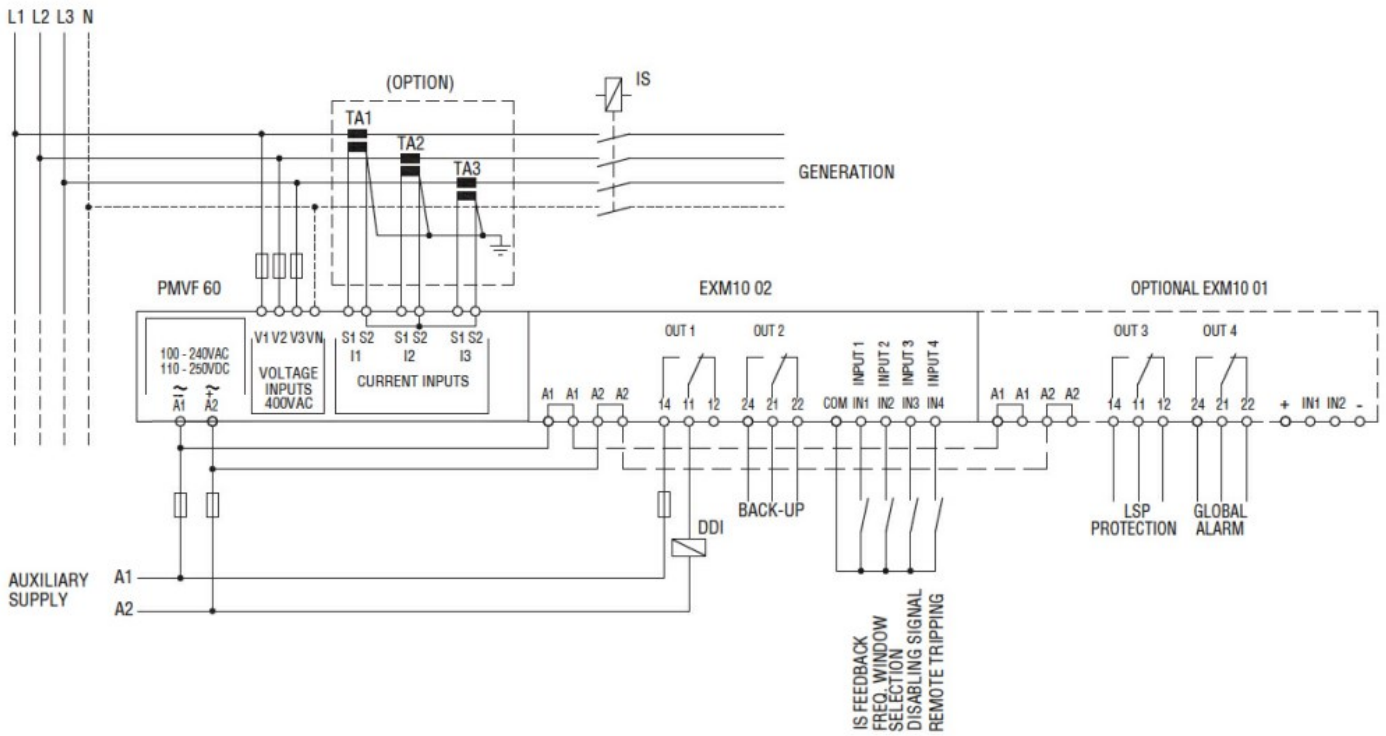 L1 L2 L3 N
(OPTION)
IS
TA1
TA2
TA3
GENERATION
PMVF 60
EXM10 02
OPTIONAL EXM10 01
100 - 240VAC
110 - 250VDC
~ ~
- +
A1 A2
V1 V2 V3 VN
VOLTAGE
INPUTS
400VAC
S1 S2 S1 S2 S1 S2
I1 I2 I3
CURRENT INPUTS
A1 A1 A2 A2
OUT 1
14 11 12
OUT 2
24 21 22
INPUT 1
INPUT 2
INPUT 3
INPUT 4
COM IN1 IN2 IN3 IN4
A1 A1 A2 A2
OUT 3
14 11 12
OUT 4
24 21 22
+ IN1 IN2 -
BACK-UP
LSP
PROTECTION
GLOBAL
ALARM
DDI
AUXILIARY
SUPPLY
A1
A2
IS FEEDBACK
FREQ. WINDOW
SELECTION
DISABLING SIGNAL
REMOTE TRIPPING